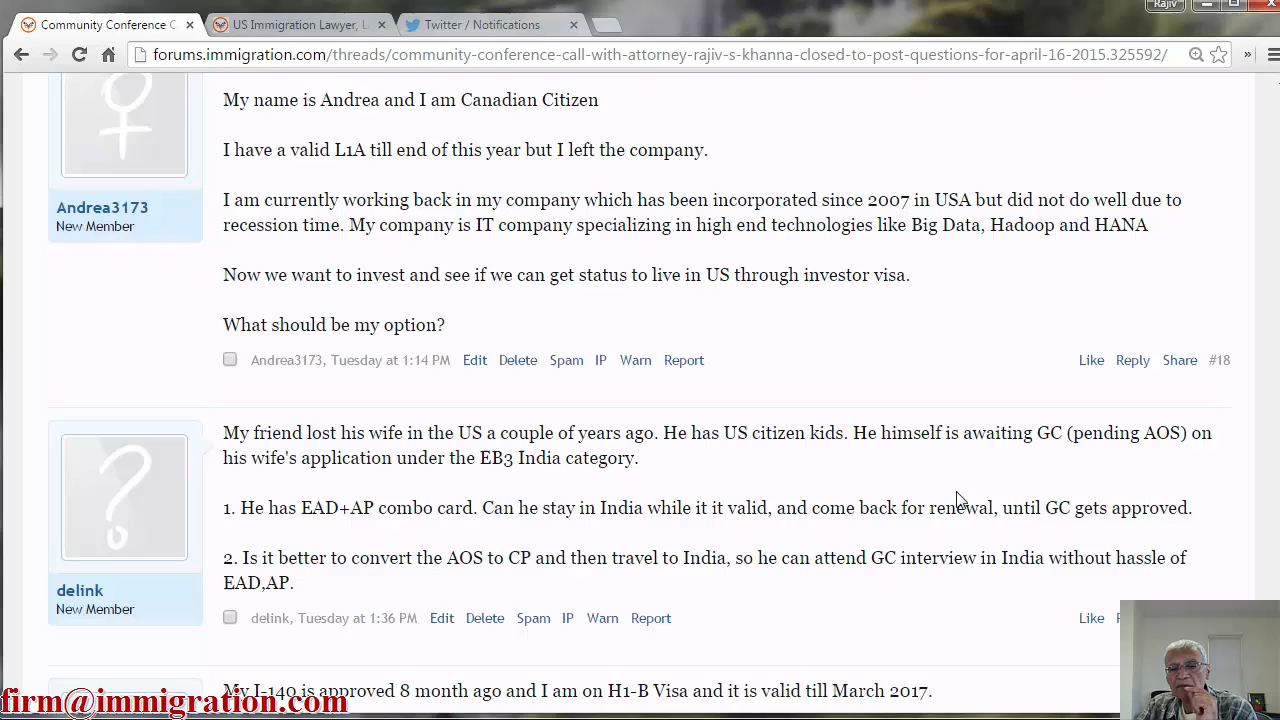 Rajiv
Community Conference C
US Immigration Lawyer, L
Twitter / Notifications
forums.immigration.com/threads/community-conference-call-with-attorney-rajiv-s-khanna-closed-to-post-questions-for-april-16-2015.325592/
My name is Andrea and I am Canadian Citizen
I have a valid L1A till end of this year but I left the company.
Andrea3173
New Member
I am currently working back in my company which has been incorporated since 2007 in USA but did not do well due to
recession time. My company is IT company specializing in high end technologies like Big Data, Hadoop and HANA
Now we want to invest and see if we can get status to live in US through investor visa.
What should be my option?
Andrea3173, Tuesday at 1:14 PM Edit Delete Spam IP Warn Report Like Reply Share #18
My friend lost his wife in the US a couple of years ago. He has US citizen kids. He himself is awaiting GC (pending AOS) on
his wife's application under the EB3 India category.
1. He has EAD+AP combo card. Can he stay in India while it it valid, and come back for renewal, until GC gets approved.
2. Is it better to convert the AOS to CP and then travel to India, so he can attend GC interview in India without hassle of
EAD,AP.
delink
New Member
delink, Tuesday at 1:36 PM Edit Delete Spam IP Warn Report Like
My I-140 is approved 8 month ago and I am on H1-B Visa and it is valid till March 2017.
firm@immigration.com